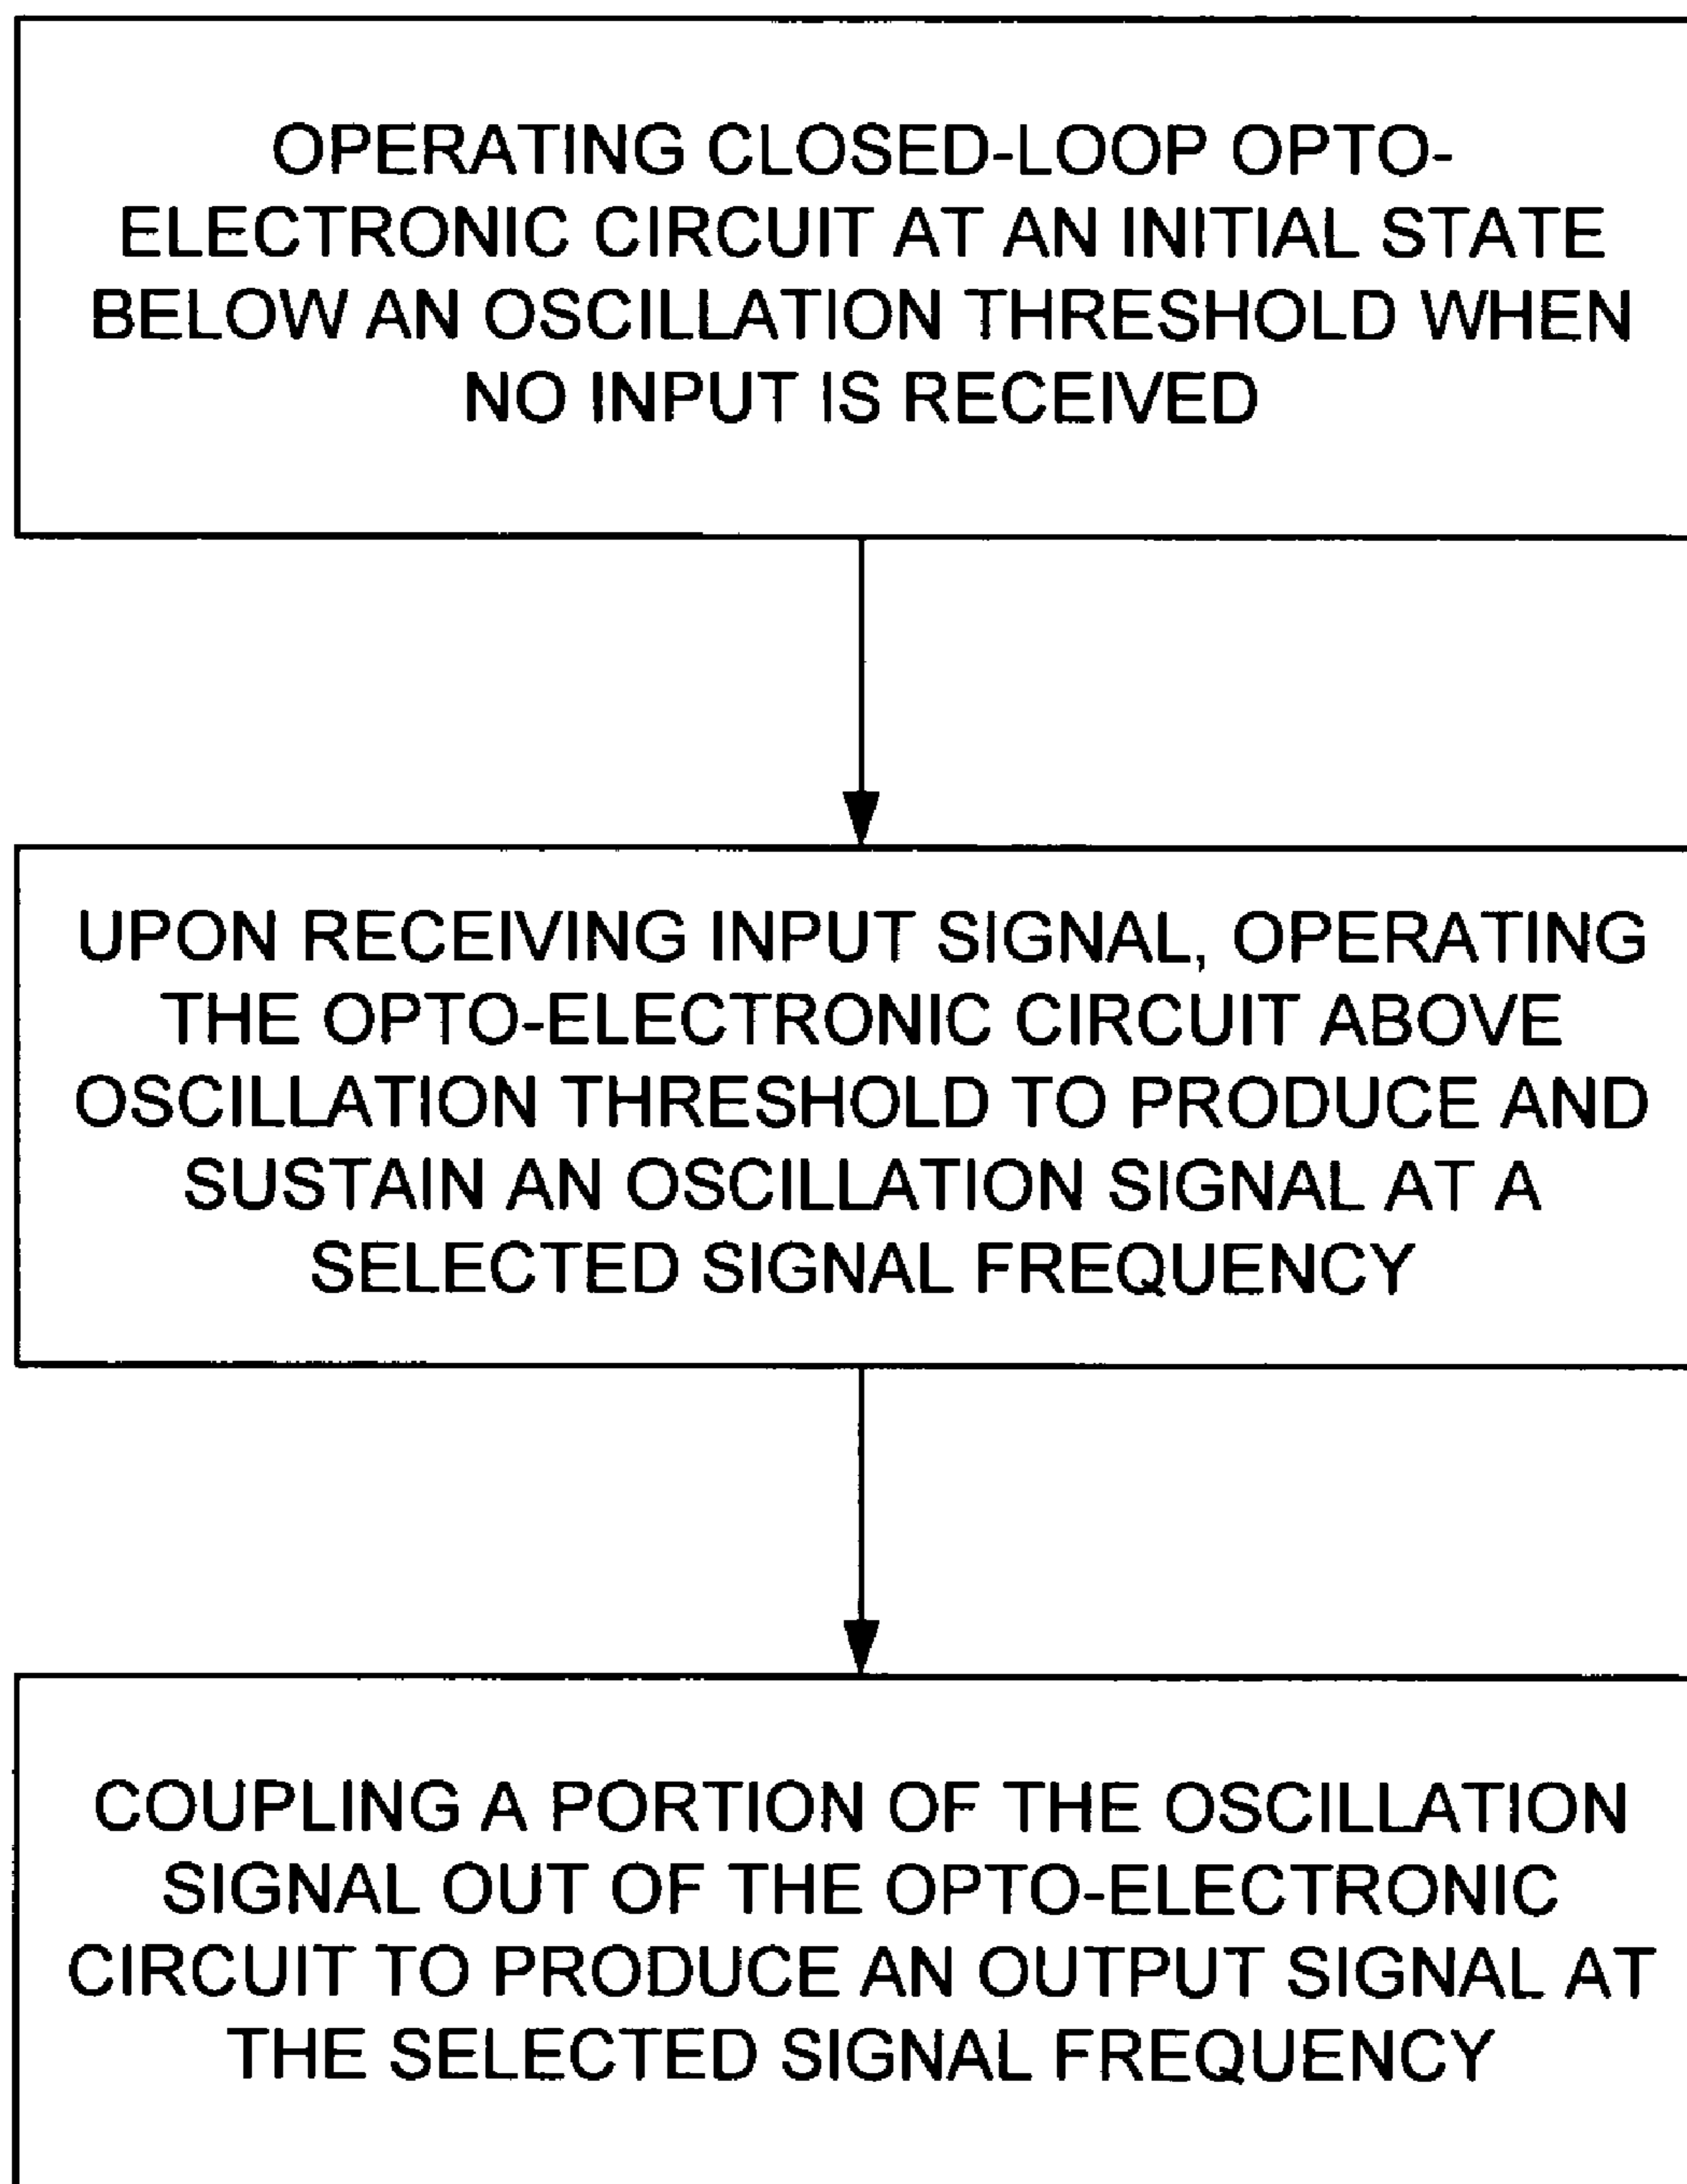 OPERATING CLOSED-LOOP OPTO-
ELECTRONIC CIRCUIT AT AN INITIAL STATE
BELOW AN OSCILLATION THRESHOLD WHEN
NO INPUT IS RECEIVED
UPON RECEIVING INPUT SIGNAL, OPERATING
THE OPTO-ELECTRONIC CIRCUIT ABOVE
OSCILLATION THRESHOLD TO PRODUCE AND
SUSTAIN AN OSCILLATION SIGNAL AT A
SELECTED SIGNAL FREQUENCY
COUPLING A PORTION OF THE OSCILLATION
SIGNAL OUT OF THE OPTO-ELECTRONIC
CIRCUIT TO PRODUCE AN OUTPUT SIGNAL AT
THE SELECTED SIGNAL FREQUENCY